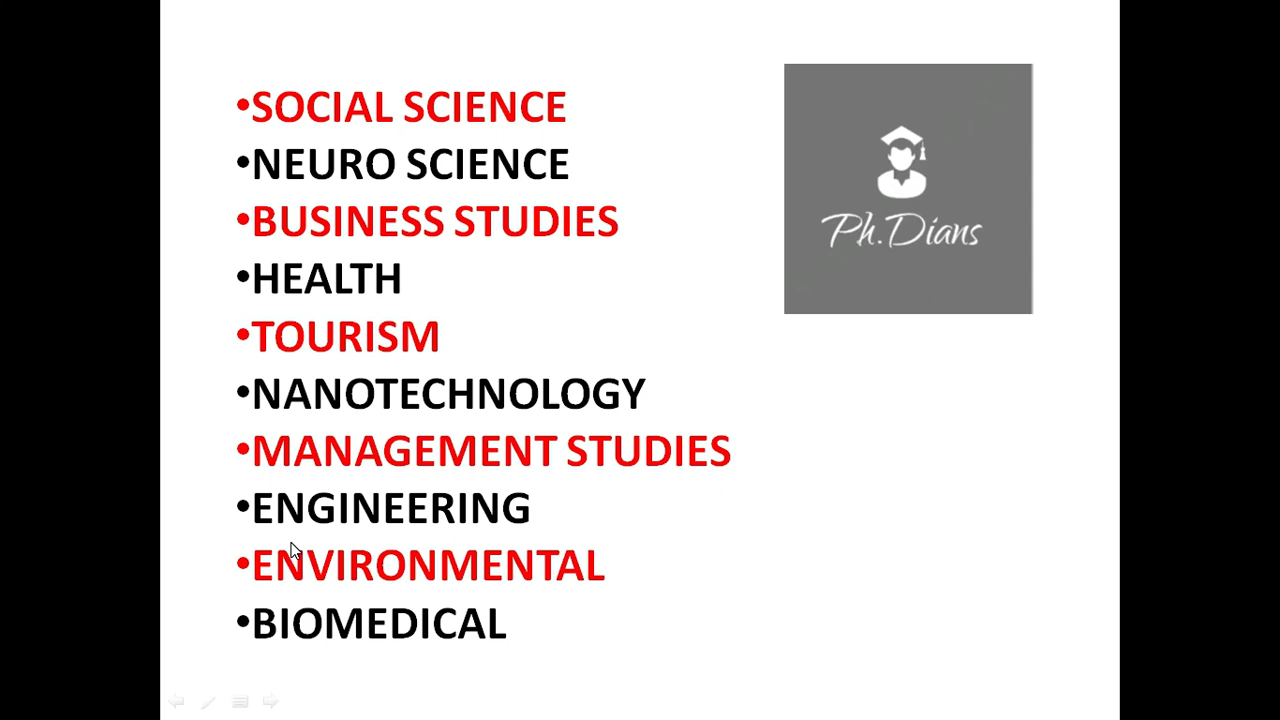 •SOCIAL SCIENCE
•NEURO SCIENCE
•BUSINESS STUDIES
•HEALTH
•TOURISM
•NANOTECHNOLOGY
•MANAGEMENT STUDIES
•ENGINEERING
•ENVIRONMENTAL
•BIOMEDICAL
Ph.Dians